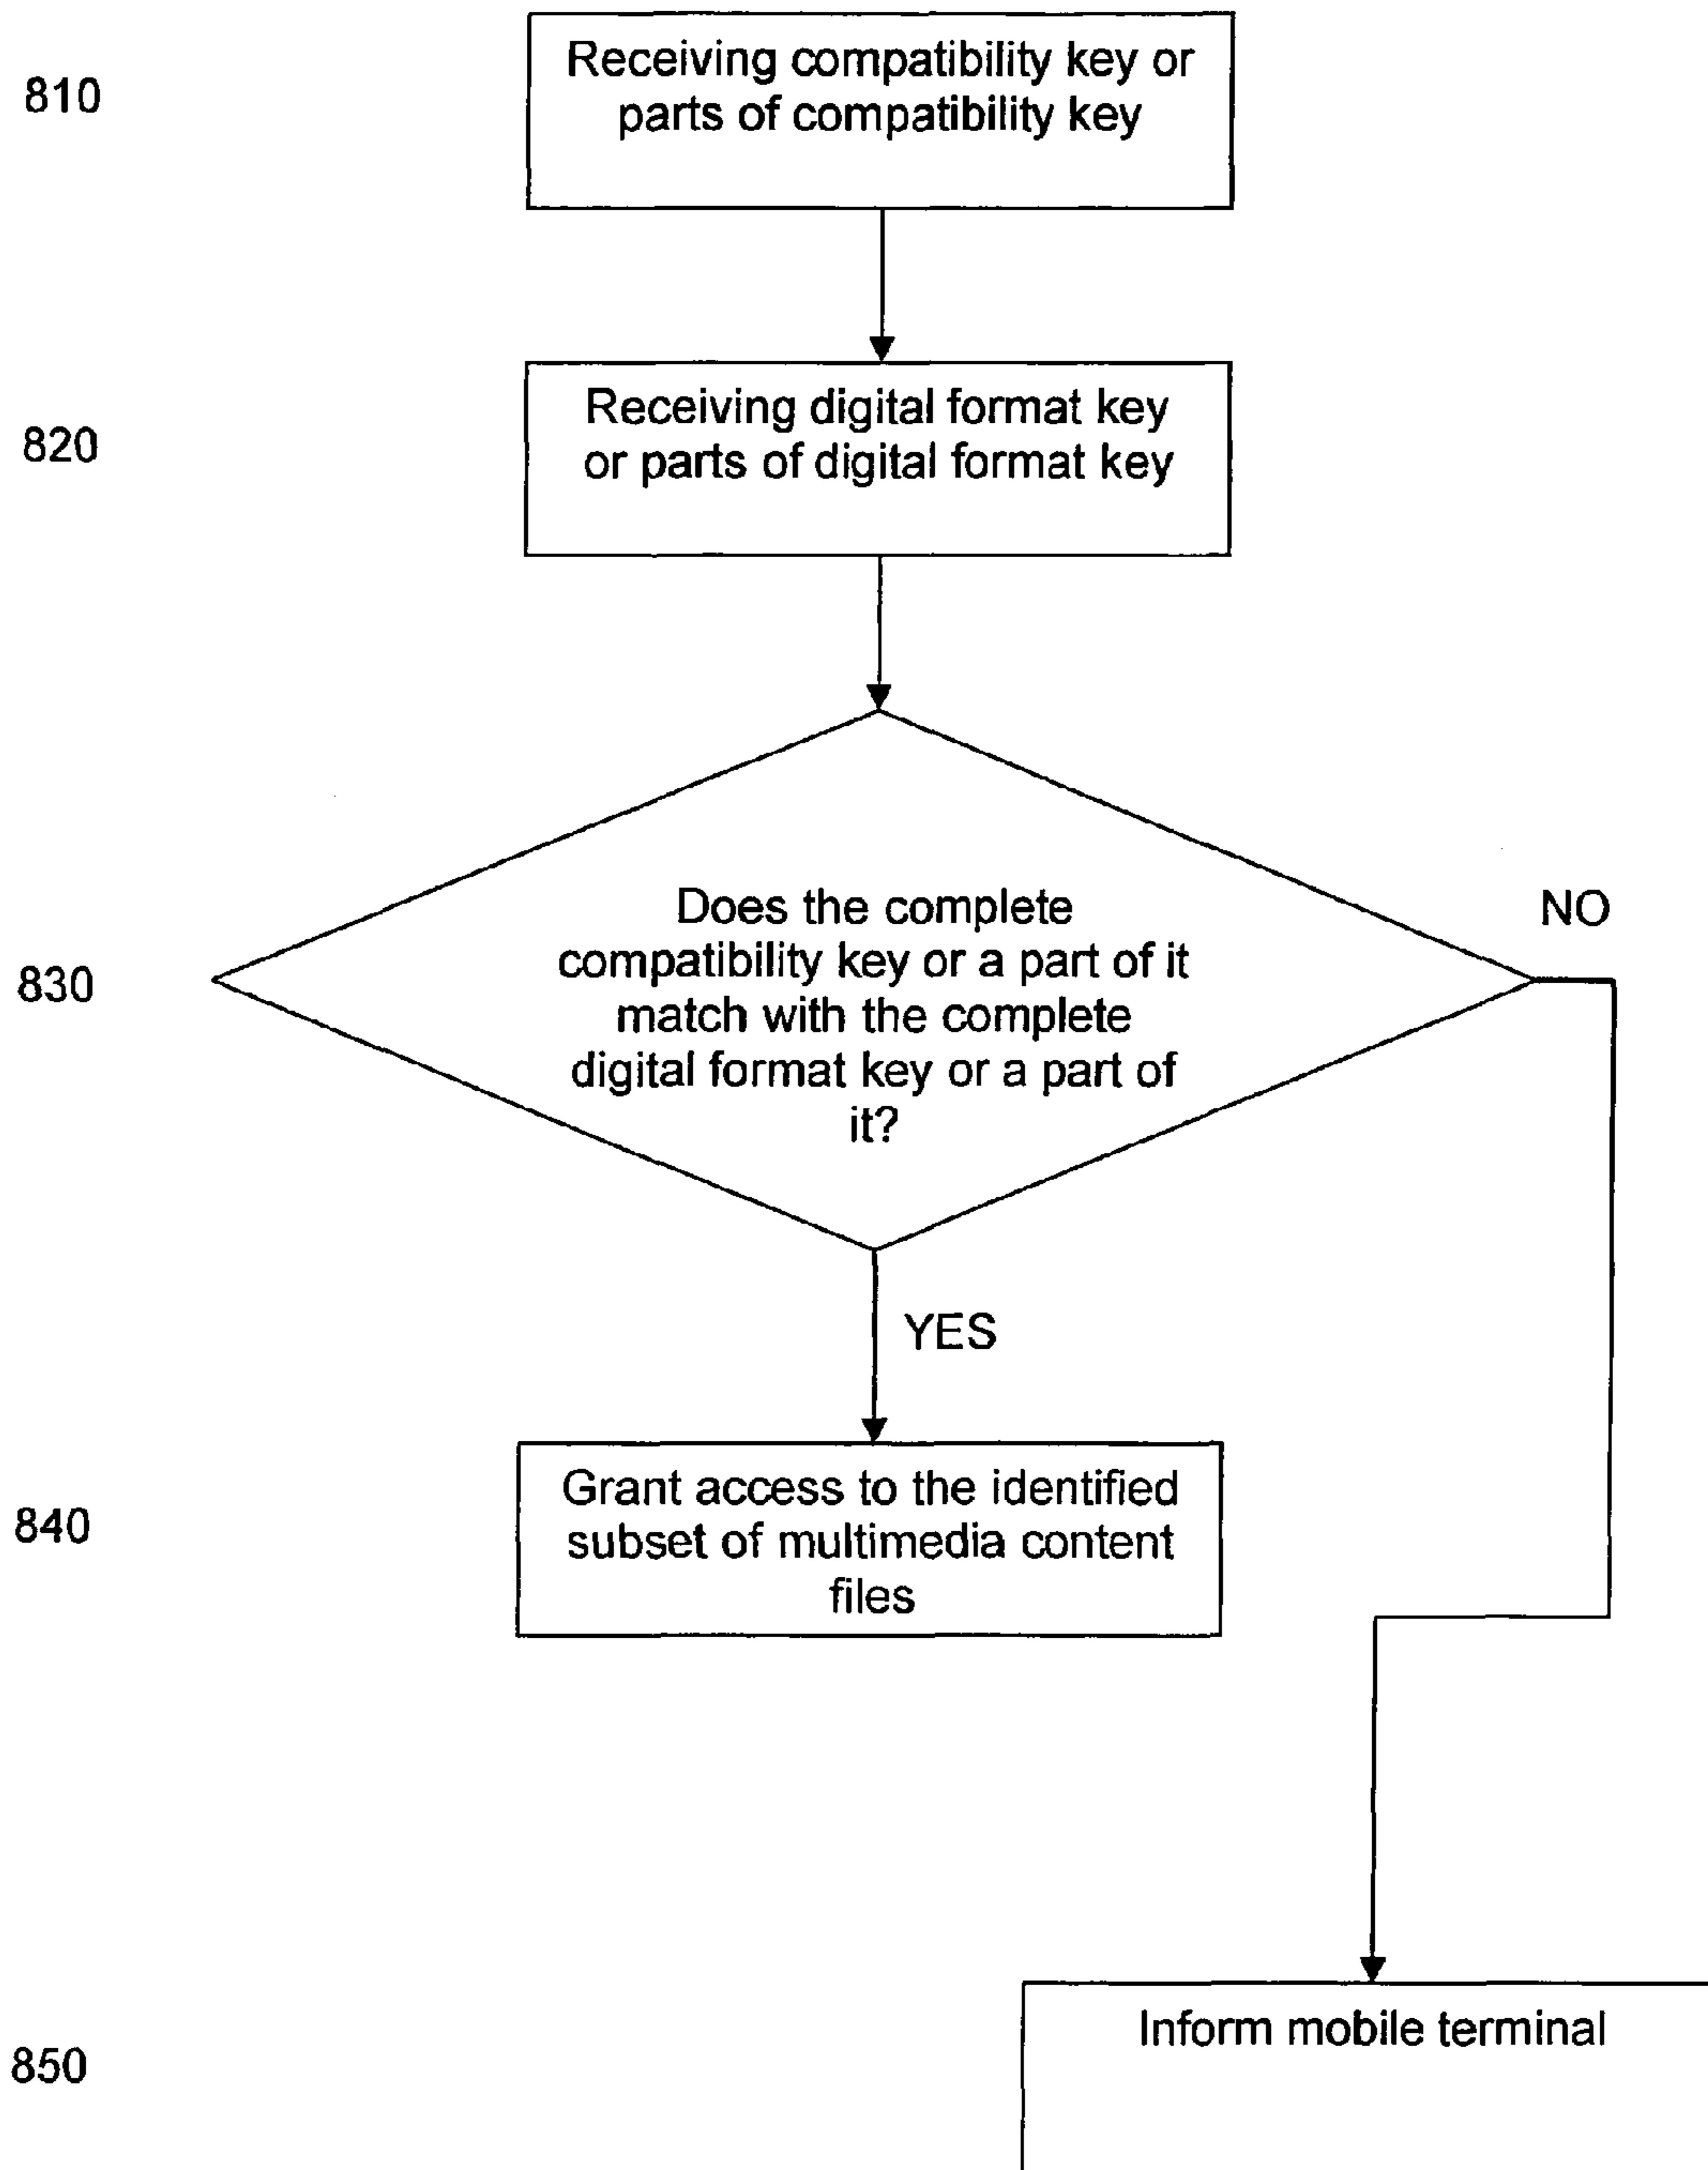 810
Receiving compatibility key or
parts of compatibility key
820
Receiving digital format key
or parts of digital format key
830
Does the complete
compatibility key or a part of it
match with the complete
digital format key or a part of
it?
NO
YES
840
Grant access to the identified
subset of multimedia content
files
850
Inform mobile terminal